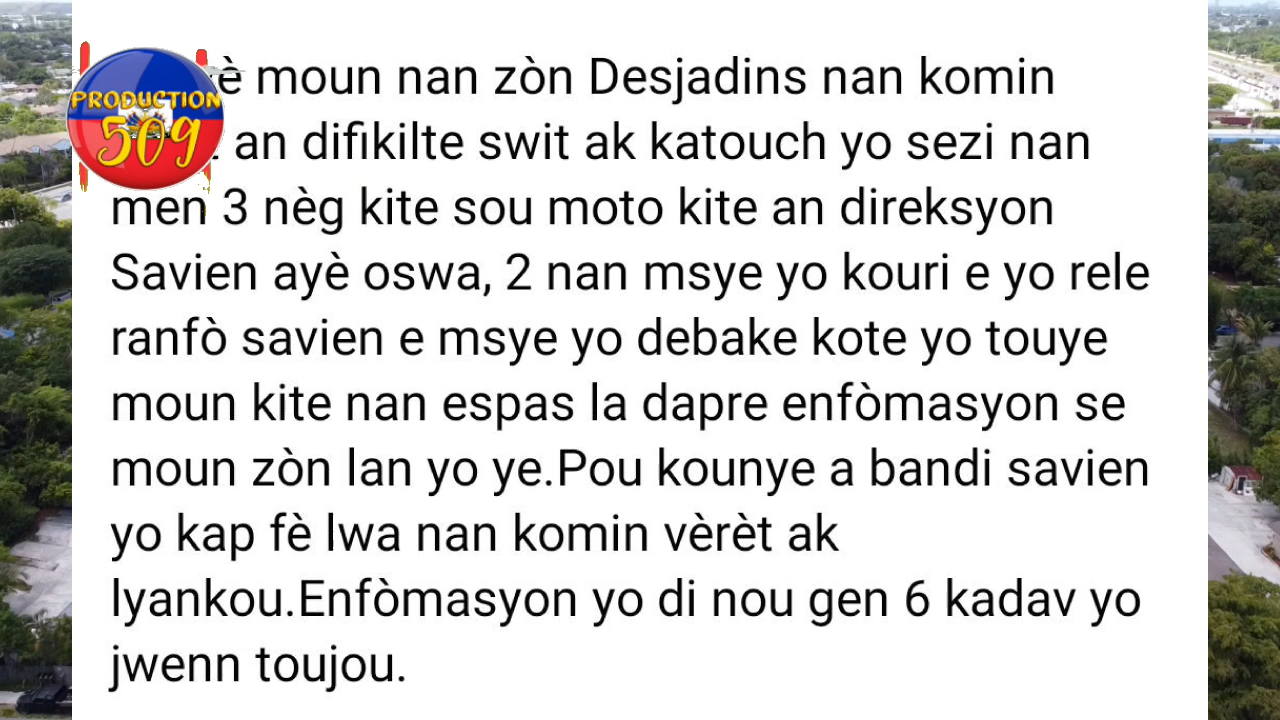 PRODUCTION
509
moun nan zòn Desjadins nan komin
an difikilte swit ak katouch yo sezi nan
men 3 nèg kite sou moto kite an direksyon
Savien ayè oswa, 2 nan msye yo kouri e yo rele
ranfò savien e msye yo debake kote yo touye
moun kite nan espas la dapre enfòmasyon se
moun zòn lan yo ye.Pou kounye a bandi savien
yo kap fè lwa nan komin vèrèt ak
lyankou.Enfòmasyon yo di nou gen 6 kadav yo
jwenn toujou.